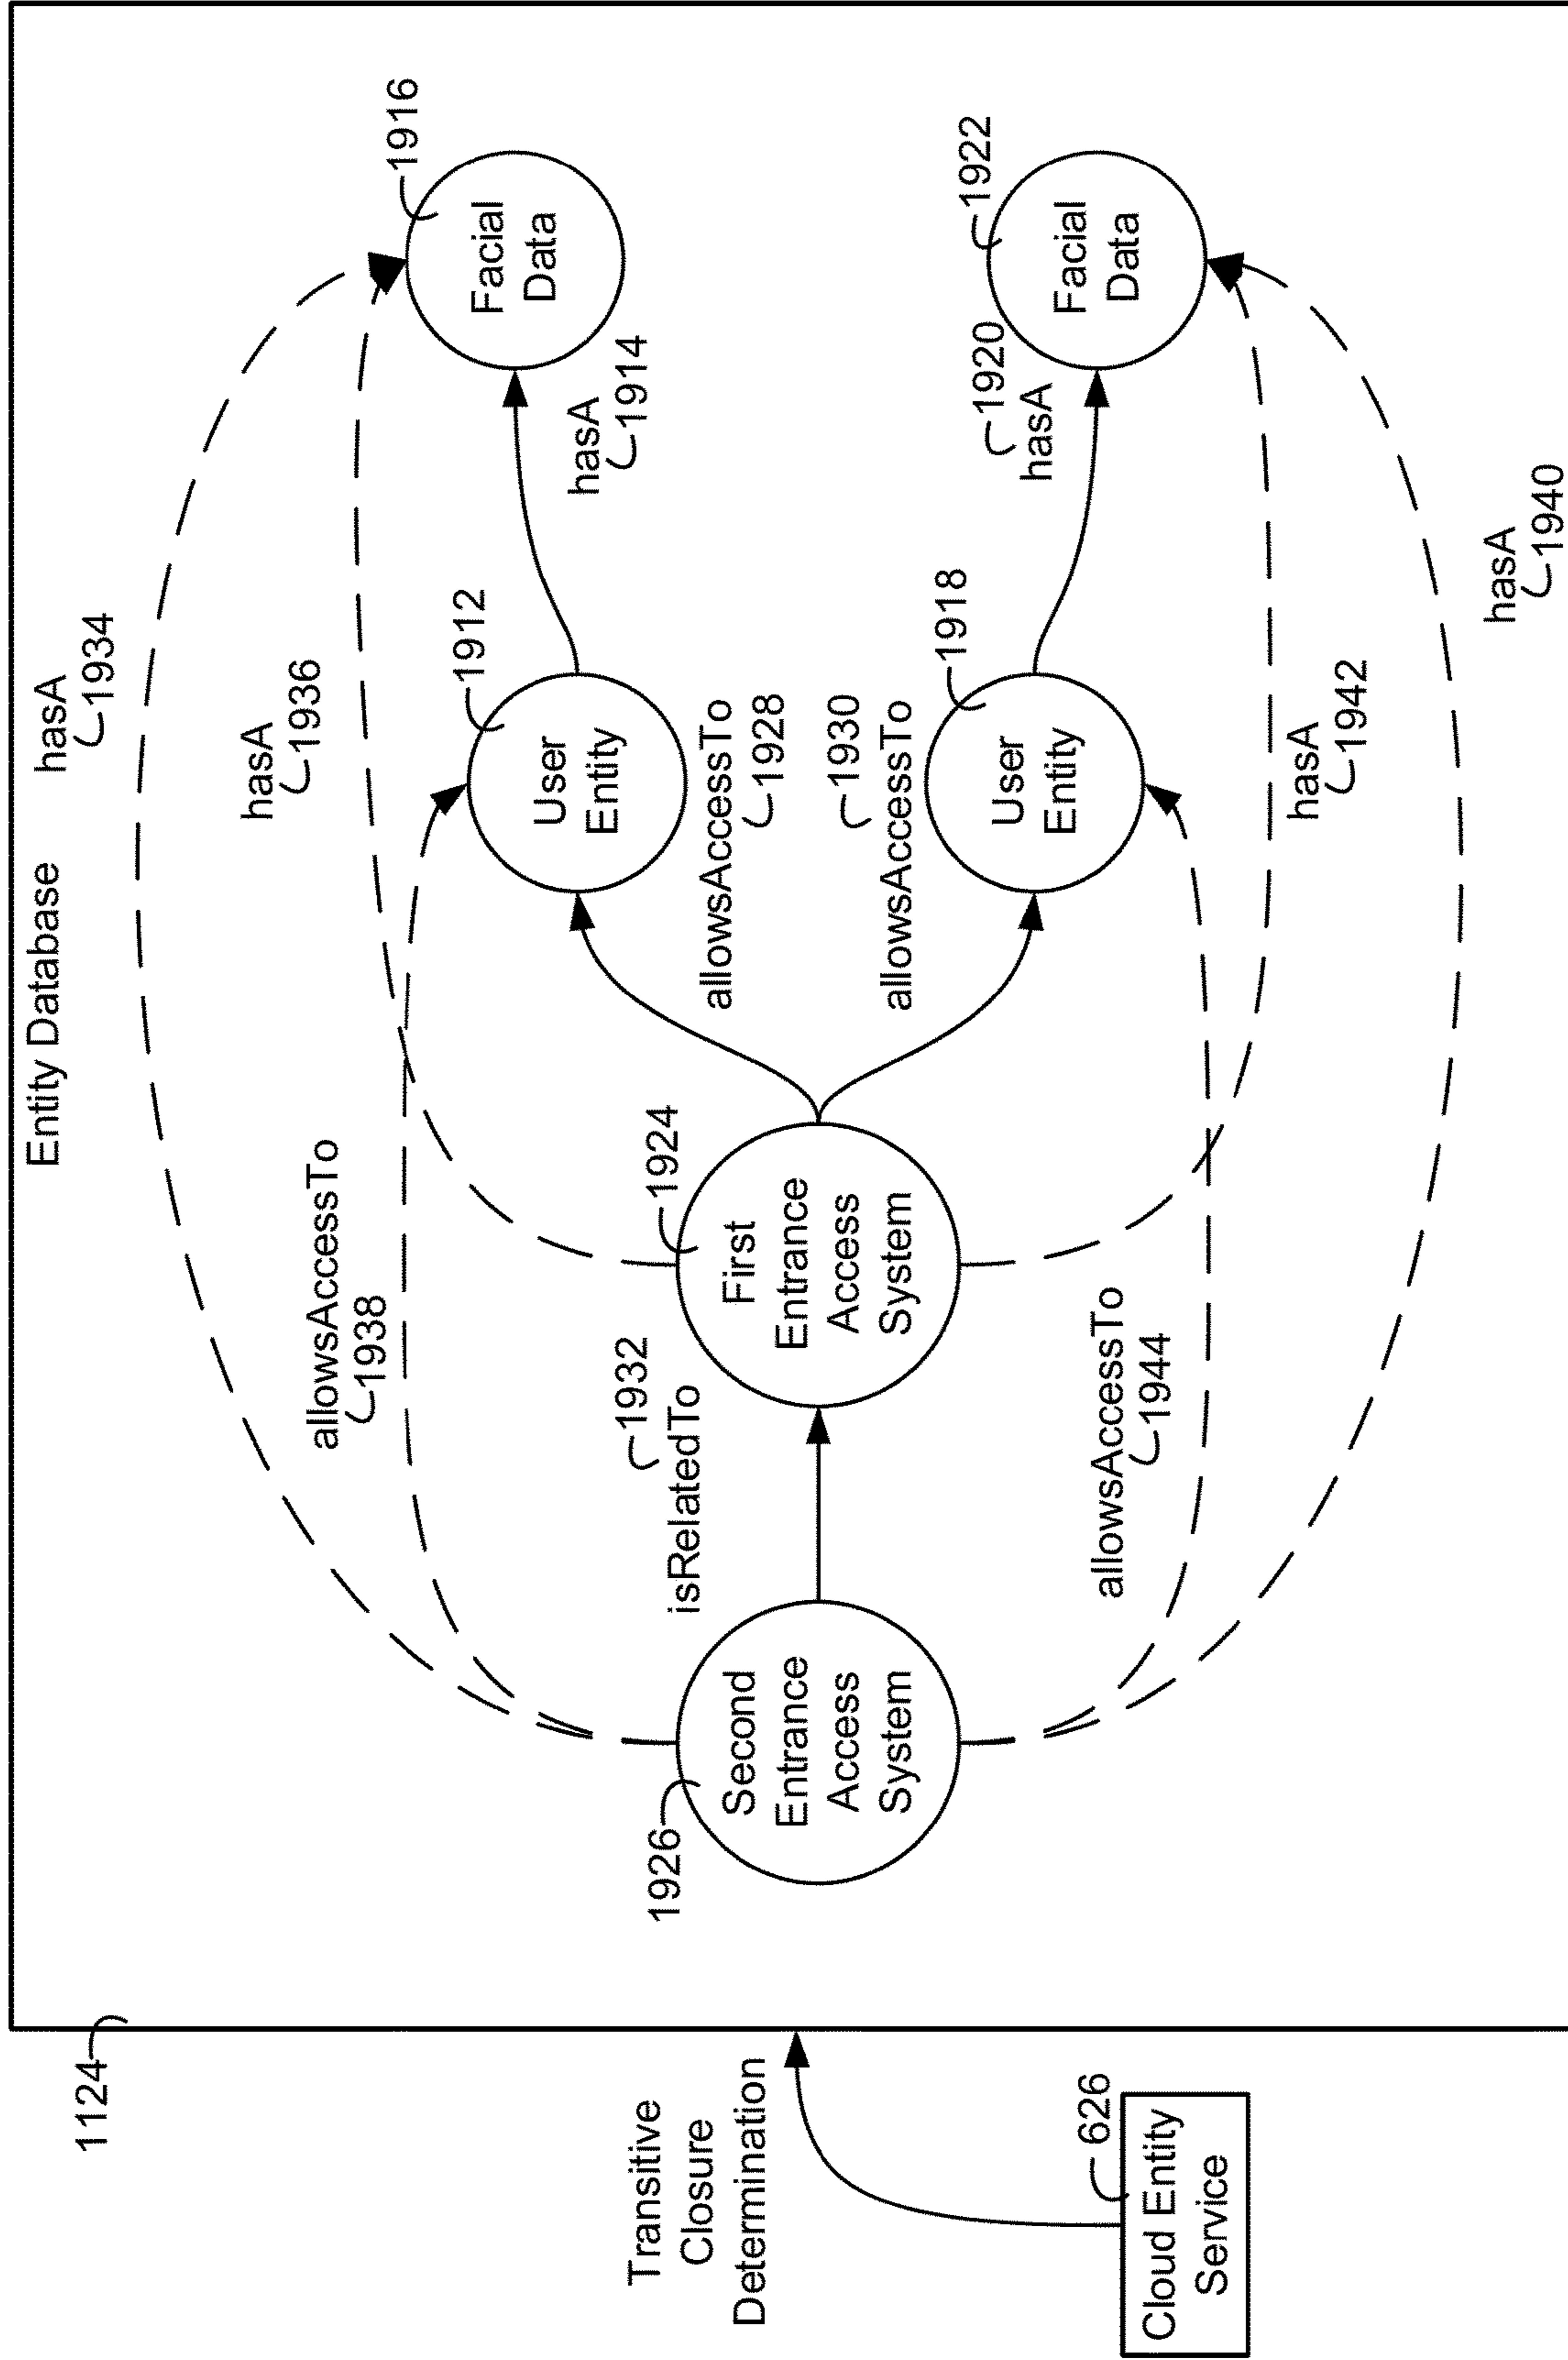 Entity Database
1124
hasA
1934
hasA
1936
allowsAccessTo
1938
User
Entity
1912
hasA
1914
Facial
Data
1916
allowsAccessTo
1928
1930
allowsAccessTo
isRelatedTo
1932
Second
Entrance
Access
System
1926
First
Entrance
Access
System
1924
User
Entity
1918
1920
hasA
Facial
Data
1922
allowsAccessTo
1944
hasA
1942
hasA
1940
Transitive
Closure
Determination
Cloud Entity
Service
626